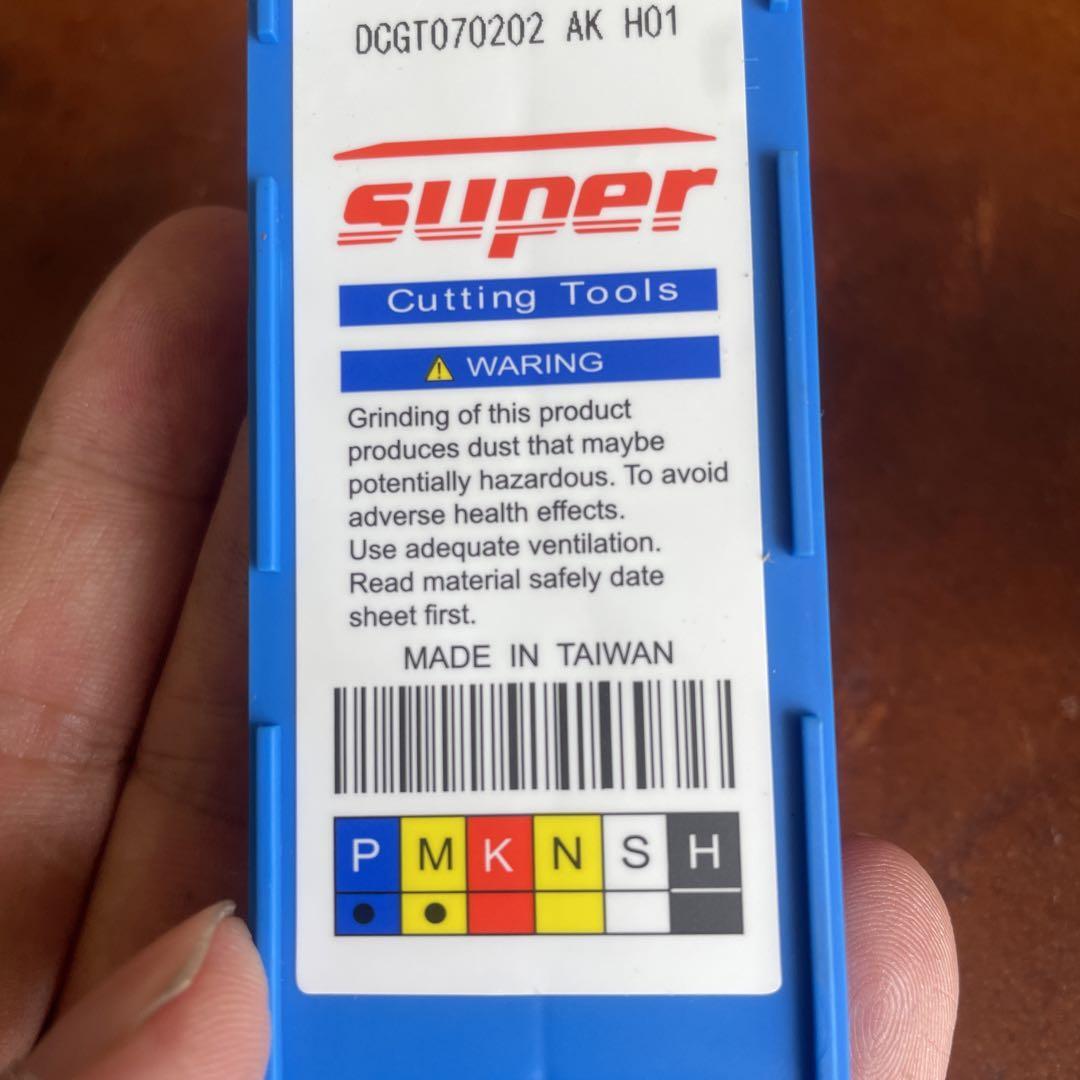 DCGT070202 AK H01
super
Cutting Tools
WARING
Grinding of this product
produces dust that maybe
potentially hazardous. To avoid
adverse health effects.
Use adequate ventilation.
Read material safely date
sheet first.
MADE IN TAIWAN
P M K N S H